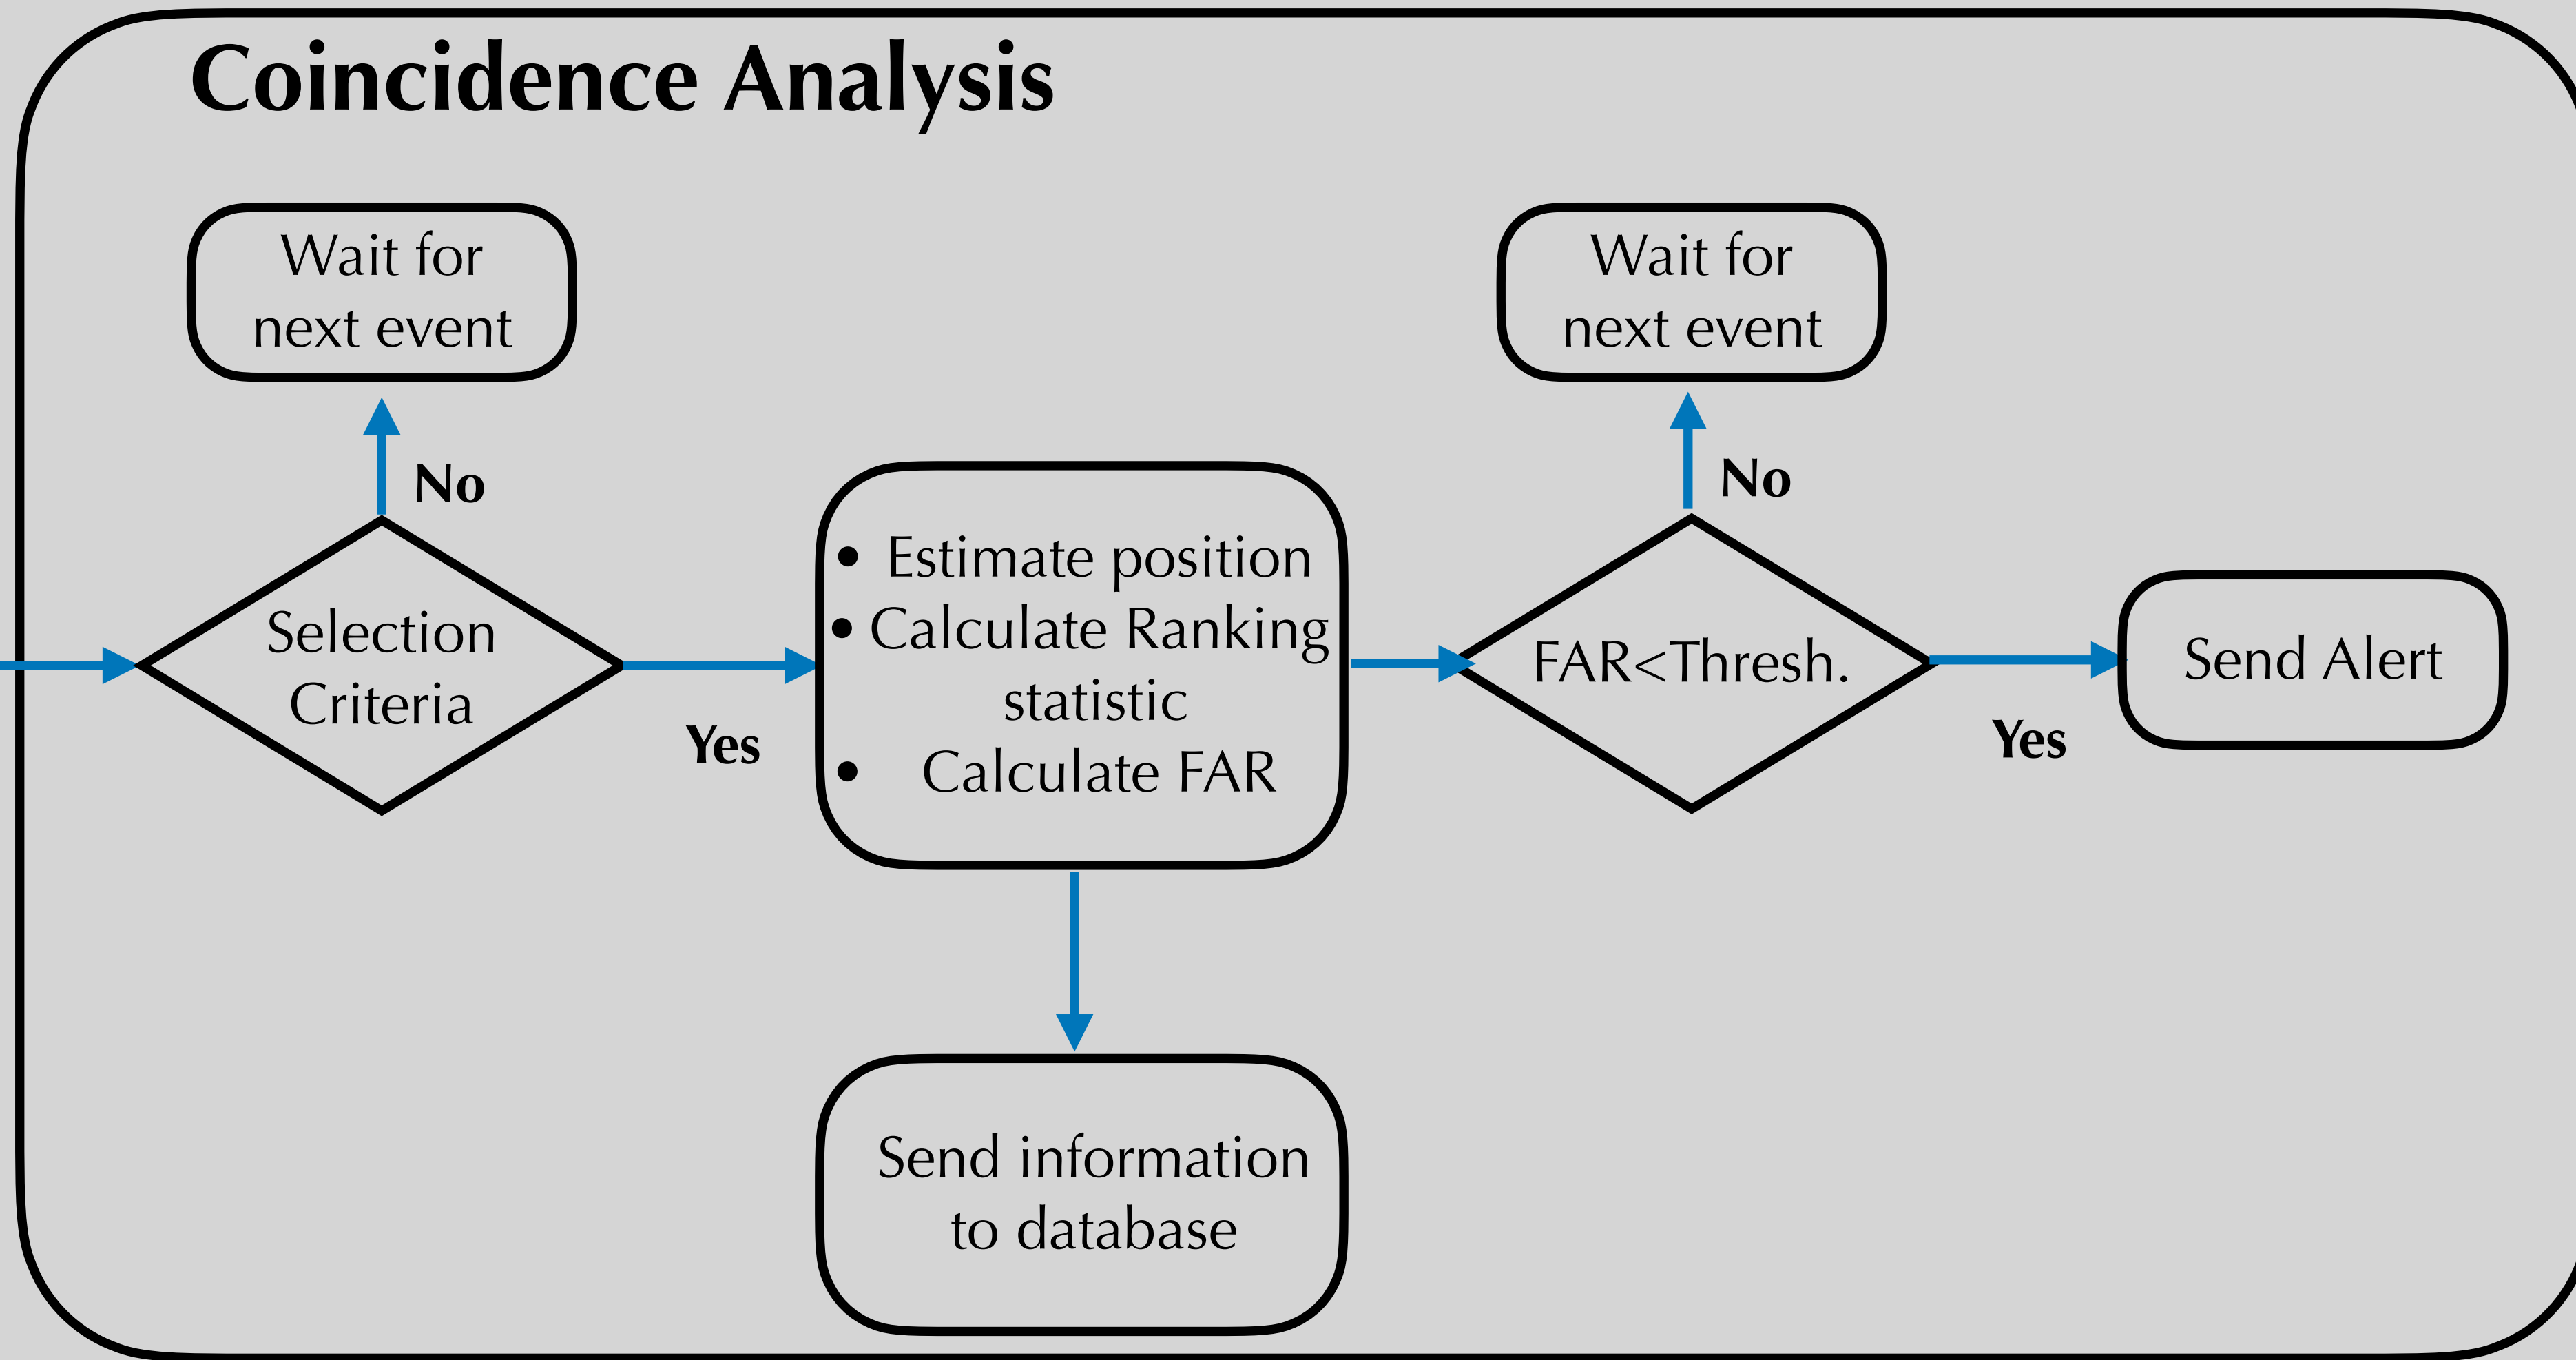 Coincidence Analysis
Wait for
next event
No
Selection
Criteria
Yes
• Estimate position
• Calculate Ranking
statistic
• Calculate FAR
Send information
to database
Wait for
next event
No
FAR<Thresh.
Yes
Send Alert